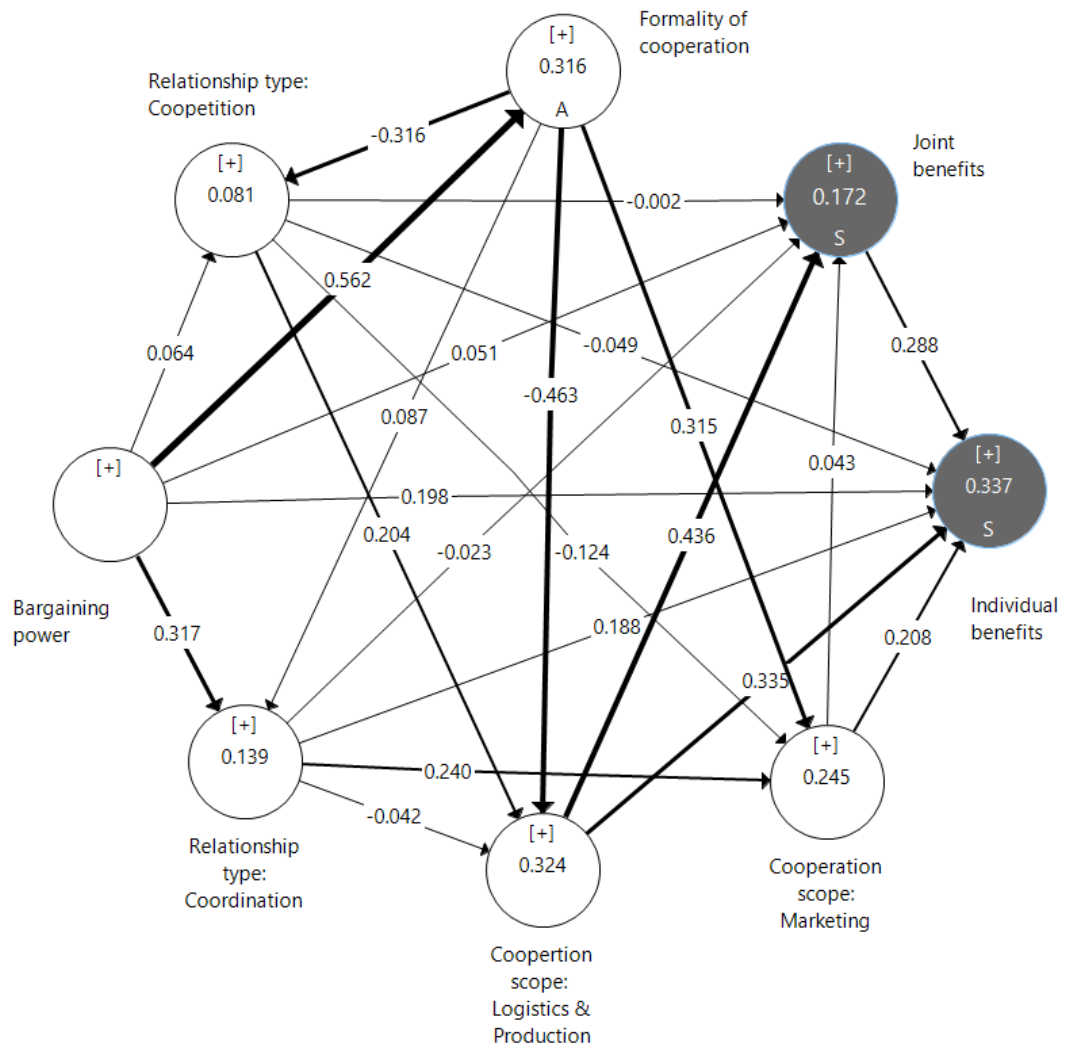 Formality of
cooperation
[+]
0.316
A
Relationship type:
Coopetition
-0.316
[+]
0.081
Joint
benefits
[+]
0.172
S
-0.002
0.562
0.064
0.051
-0.049
0.288
0.087
-0.463
0.315
[+]
0.043
[+]
0.337
S
0.198
0.204
-0.023
-0.124
0.436
Bargaining
power
0.317
Individual
benefits
0.188
0.208
0.335
[+]
0.139
0.240
[+]
0.245
-0.042
[+]
0.324
Relationship
type:
Coordination
Cooperation
scope:
Marketing
Coopertion
scope:
Logistics &
Production